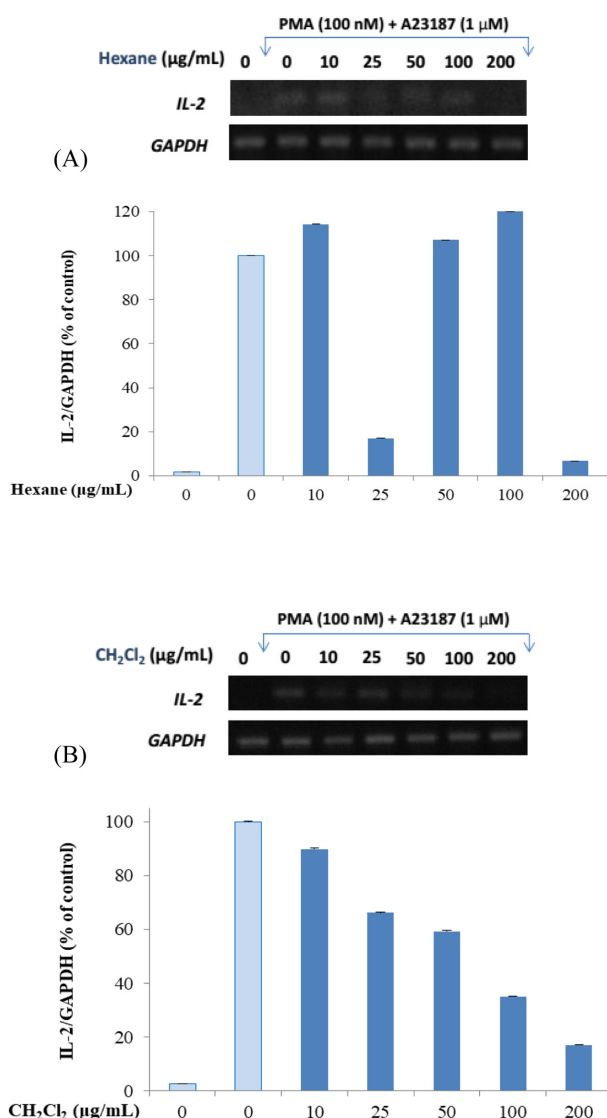 PMA (100 nM) + A23187 (1 μM)
Hexane (μg/mL) 0 0 10 25 50 100 200
IL-2
GAPDH
(A)
120
100
80
60
40
20
0
IL-2/GAPDH (% of control)
Hexane (μg/mL) 0 0 10 25 50 100 200
PMA (100 nM) + A23187 (1 μM)
CH₂Cl₂ (μg/mL) 0 0 10 25 50 100 200
IL-2
GAPDH
(B)
100
80
60
40
20
0
IL-2/GAPDH (% of control)
CH₂Cl₂ (μg/mL) 0 0 10 25 50 100 200